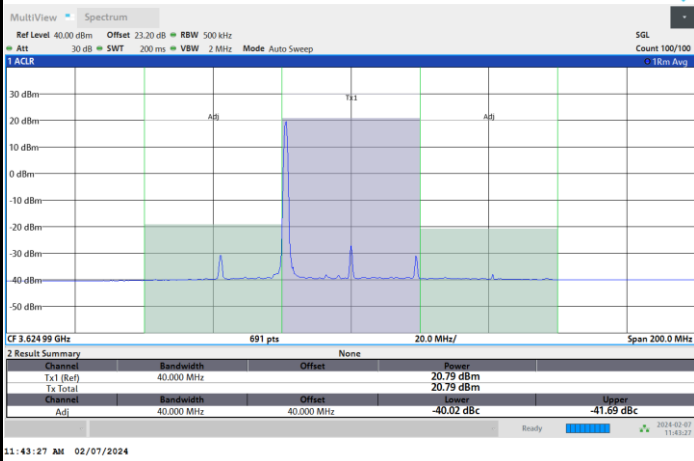 MultiView Spectrum
Ref Level 40.00 dBm Offset 23.20 dB RBW 500 kHz SGL
Att 30 dB SWT 200 ms VBW 2 MHz Mode Auto Sweep Count 100/100
1 ACLR 1Rm Avg
30 dBm
Tx1
20 dBm
Adj Adj
10 dBm
0 dBm
-10 dBm
-20 dBm
-30 dBm
-40 dBm
-50 dBm
CF 3.624 99 GHz 691 pts 20.0 MHz/ Span 200.0 MHz
2 Result Summary None
Channel Bandwidth Offset Power
Tx1 (Ref) 40.000 MHz 20.79 dBm
Tx Total 20.79 dBm
Channel Bandwidth Offset Lower Upper
Adj 40.000 MHz 40.000 MHz -40.02 dBc -41.69 dBc
Ready 2024-02-07
11:43:27
11:43:27 AM 02/07/2024